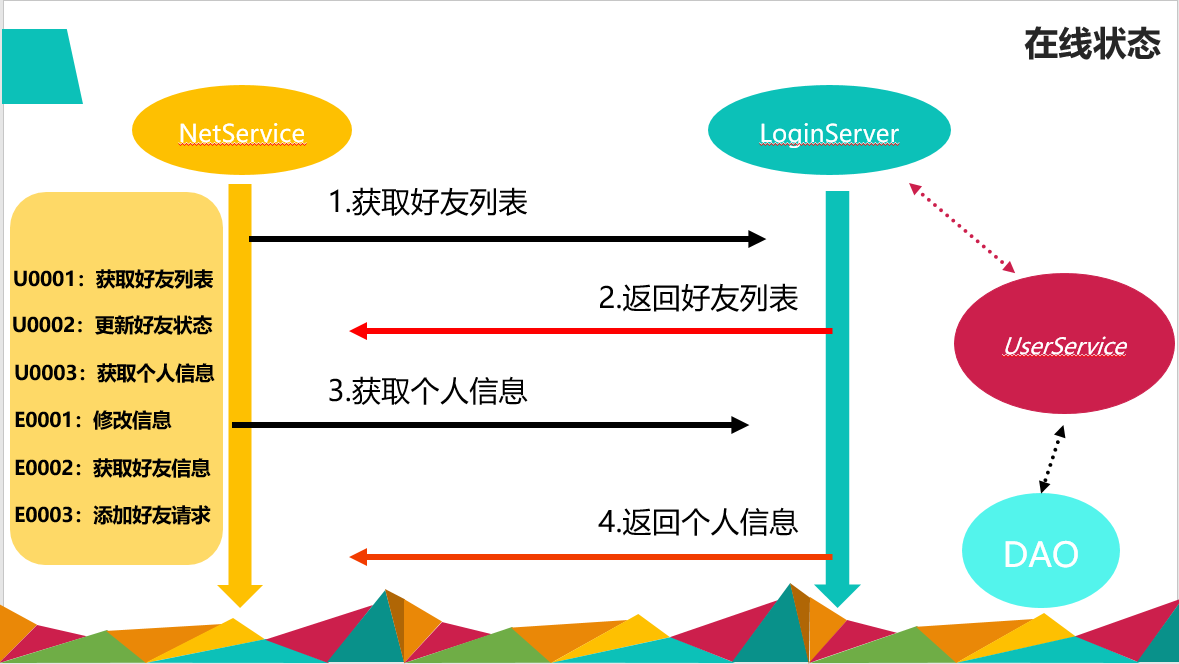 在线状态
NetService
LoginServer
1.获取好友列表
U0001：获取好友列表
2.返回好友列表
U0002：更新好友状态
UserService
U0003：获取个人信息
3.获取个人信息
E0001：修改信息
E0002：获取好友信息
E0003：添加好友请求
4.返回个人信息
DAO